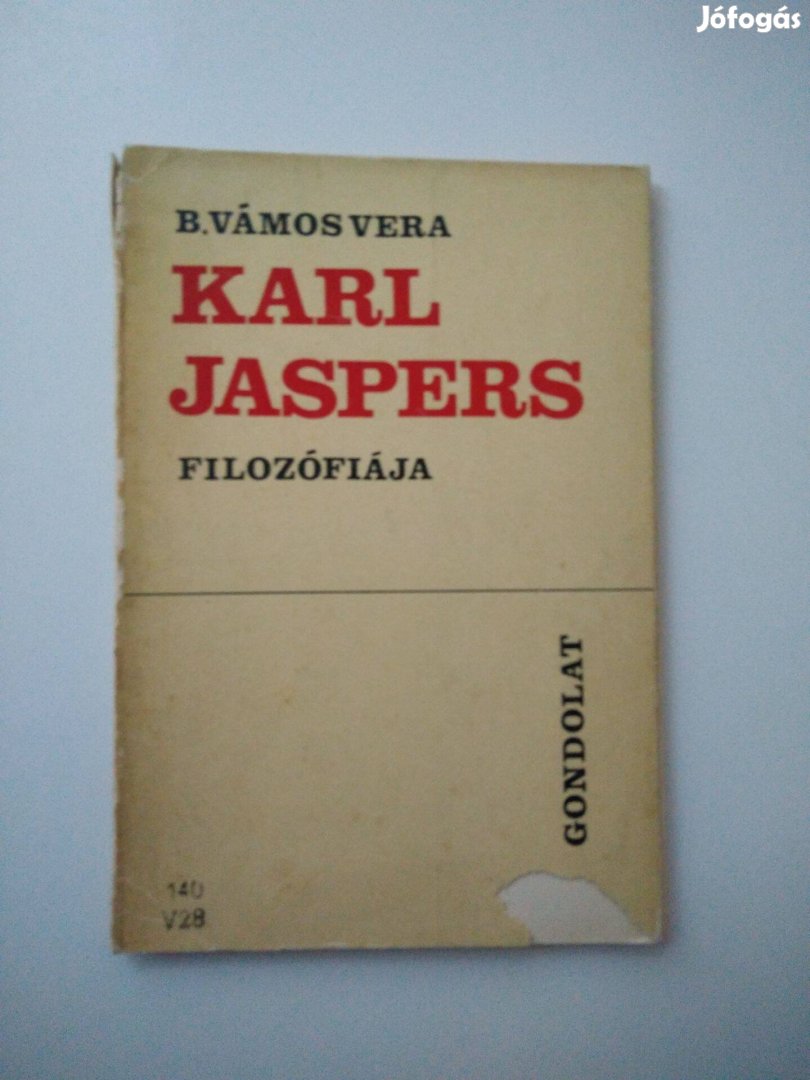 Jófogás
B. VÁMOS VERA
KARL
JASPERS
FILOZÓFIÁJA
GONDOLAT
140
V28